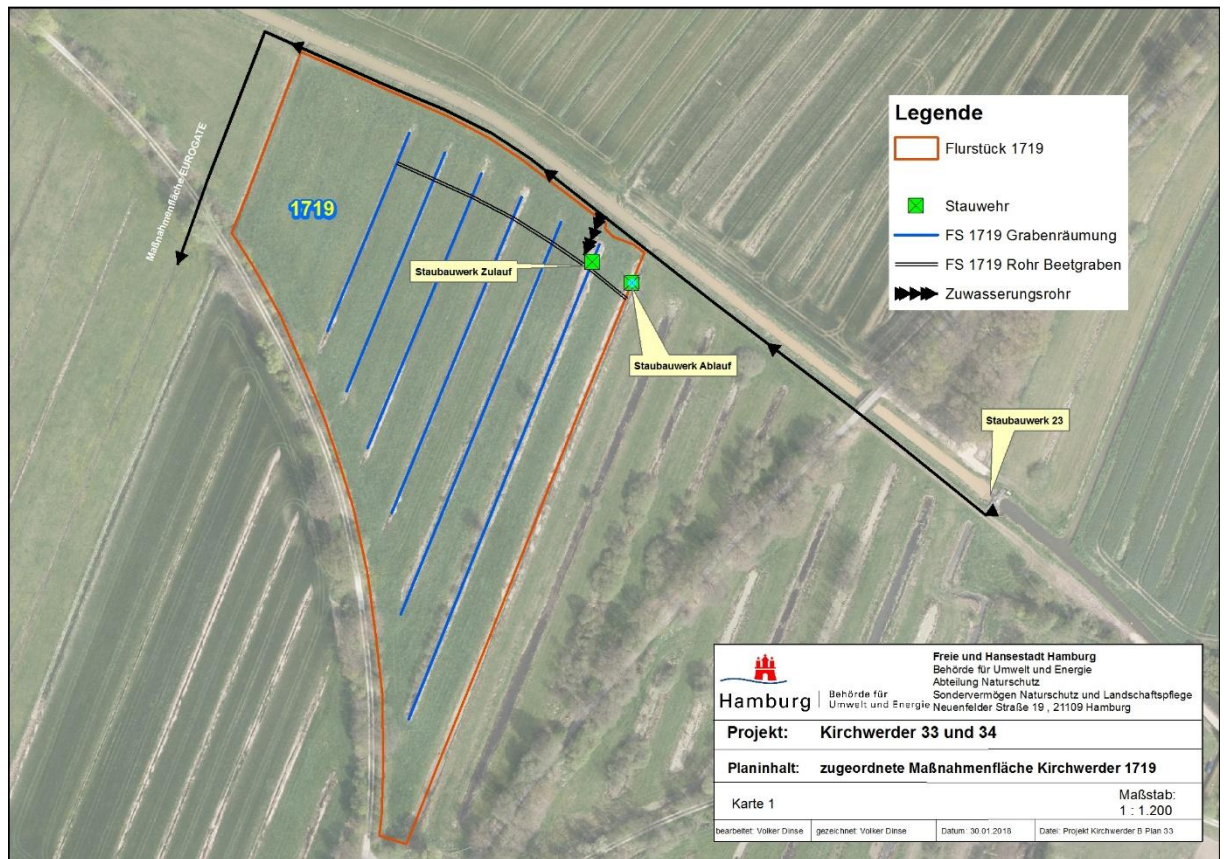 Maßnahmenfläche EUROGATE
1719
Staubauwerk Zulauf
Staubauwerk Ablauf
Staubauwerk 23
Legende
Flurstück 1719
Stauwehr
FS 1719 Grabenräumung
FS 1719 Rohr Beetgraben
Zuwasserungsrohr
Hamburg
Behörde für
Umwelt und Energie
Freie und Hansestadt Hamburg
Behörde für Umwelt und Energie
Abteilung Naturschutz
Sondervermögen Naturschutz und Landschaftspflege
Neuenfelder Straße 19 , 21109 Hamburg
Projekt: Kirchwerder 33 und 34
Planinhalt: zugeordnete Maßnahmenfläche Kirchwerder 1719
Karte 1
Maßstab:
1 : 1.200
bearbeitet: Volker Dinse gezeichnet: Volker Dinse Datum: 30.01.2018 Datei: Projekt Kirchwerder B Plan 33